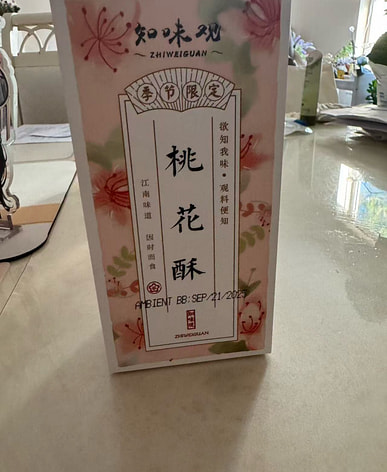 知味观
ZHIWEIGUAN
季节限定
欲知我味·观料便知
桃花酥
江南味道 因时而食
AMBIENT BB:SEP/21/2025
ZHIWEIGUAN